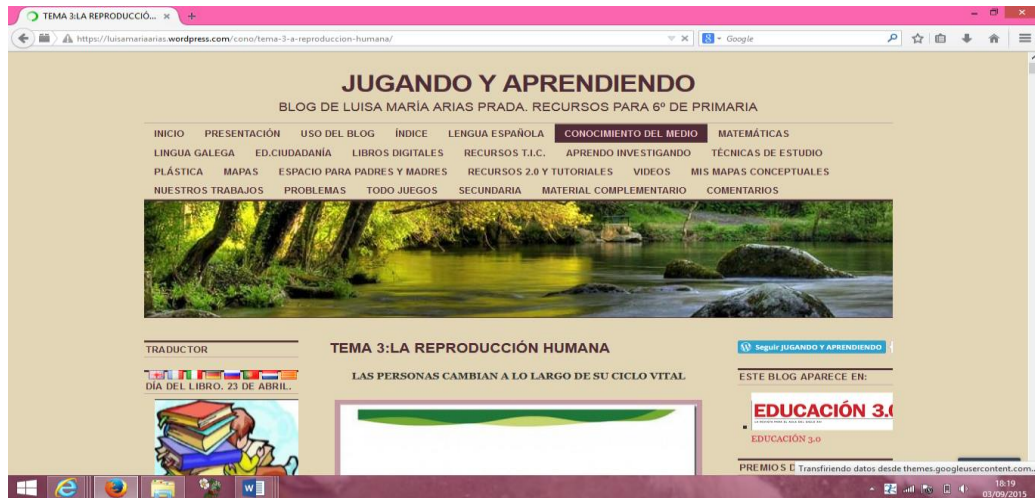 TEMA 3:LA REPRODUCCIÓ...
https://luisamariaarias.wordpress.com/cono/tema-3-a-reproduccion-humana/
Google
JUGANDO Y APRENDIENDO
BLOG DE LUISA MARÍA ARIAS PRADA. RECURSOS PARA 6º DE PRIMARIA
INICIO PRESENTACIÓN USO DEL BLOG ÍNDICE LENGUA ESPAÑOLA CONOCIMIENTO DEL MEDIO MATEMÁTICAS
LINGUA GALEGA ED.CIUDADANÍA LIBROS DIGITALES RECURSOS T.I.C. APRENDO INVESTIGANDO TÉCNICAS DE ESTUDIO
PLÁSTICA MAPAS ESPACIO PARA PADRES Y MADRES RECURSOS 2.0 Y TUTORIALES VIDEOS MIS MAPAS CONCEPTUALES
NUESTROS TRABAJOS PROBLEMAS TODO JUEGOS SECUNDARIA MATERIAL COMPLEMENTARIO COMENTARIOS
TRADUCTOR
DÍA DEL LIBRO. 23 DE ABRIL.
TEMA 3:LA REPRODUCCIÓN HUMANA
LAS PERSONAS CAMBIAN A LO LARGO DE SU CICLO VITAL
Seguir JUGANDO Y APRENDIENDO
ESTE BLOG APARECE EN:
EDUCACIÓN 3.0
EDUCACIÓN 3.0
PREMIOS D
Transfiriendo datos desde themes.googleusercontent.com...
18:19
03/09/2015